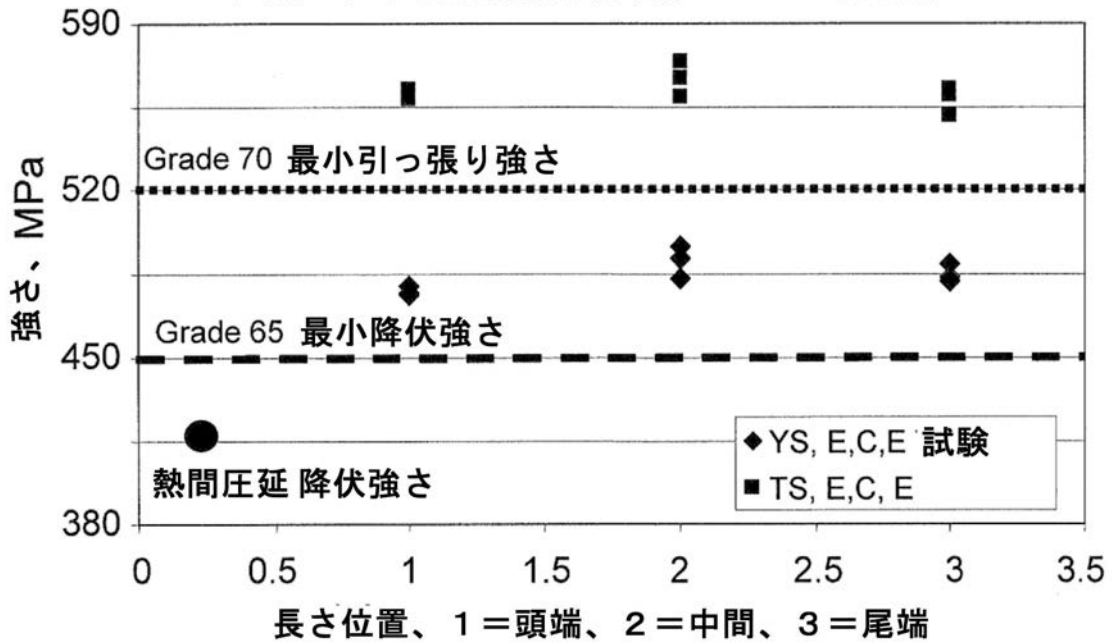 590
Grade 70 最小引っ張り強さ
520
強さ、MPa
Grade 65 最小降伏強さ
450
熱間圧延 降伏強さ
YS, E,C,E 試験
TS, E,C, E
380
0 0.5 1 1.5 2 2.5 3 3.5
長さ位置、1=頭端、2=中間、3=尾端